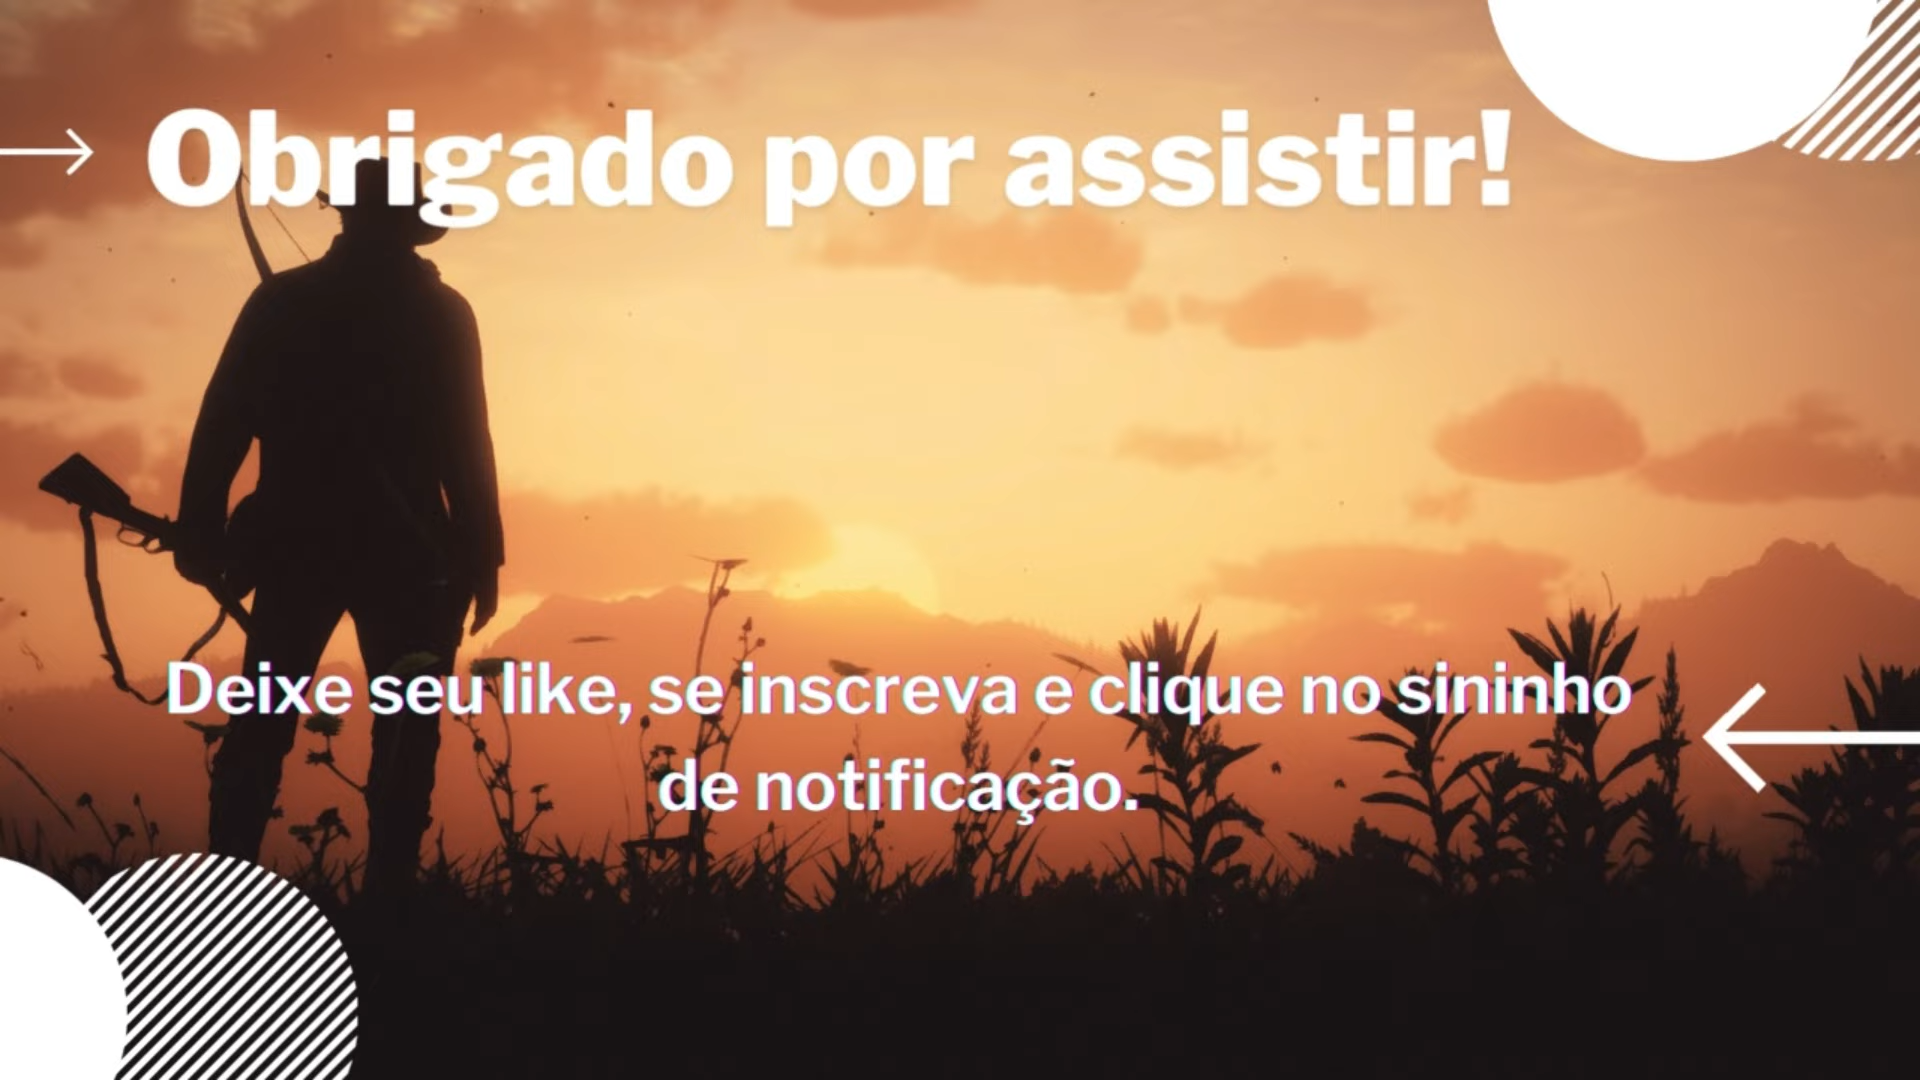 Obrigado por assistir!
Deixe seu like, se inscreva e clique no sininho
de notificação.